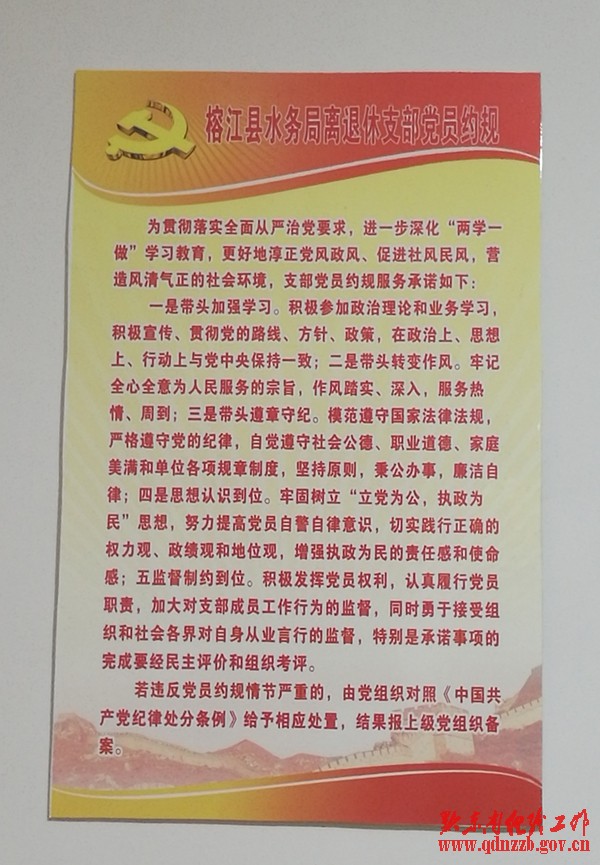 榕江县水务局离退休支部党员约规
为贯彻落实全面从严治党要求，进一步深化“两学一
做”学习教育，更好地淳正党风政风、促进社风民风，营
造风清气正的社会环境，支部党员约规服务承诺如下：
一是带头加强学习。积极参加政治理论和业务学习，
积极宣传、贯彻党的路线、方针、政策，在政治上、思想
上、行动上与党中央保持一致；二是带头转变作风。牢记
全心全意为人民服务的宗旨，作风踏实、深入，服务热
情、周到；三是带头遵章守纪。模范遵守国家法律法规，
严格遵守党的纪律，自觉遵守社会公德、职业道德、家庭
美满和单位各项规章制度，坚持原则，秉公办事，廉洁自
律；四是思想认识到位。牢固树立“立党为公，执政为
民”思想，努力提高党员自警自律意识，切实践行正确的
权力观、政绩观和地位观，增强执政为民的责任感和使命
感；五监督制约到位。积极发挥党员权利，认真履行党员
职责，加大对支部成员工作行为的监督，同时勇于接受组
织和社会各界对自身从业言行的监督，特别是承诺事项的
完成要经民主评价和组织考评。
若违反党员约规情节严重的，由党组织对照《中国共
产党纪律处分条例》给予相应处置，结果报上级党组织备
案。
www.qdnzzb.gov.cn